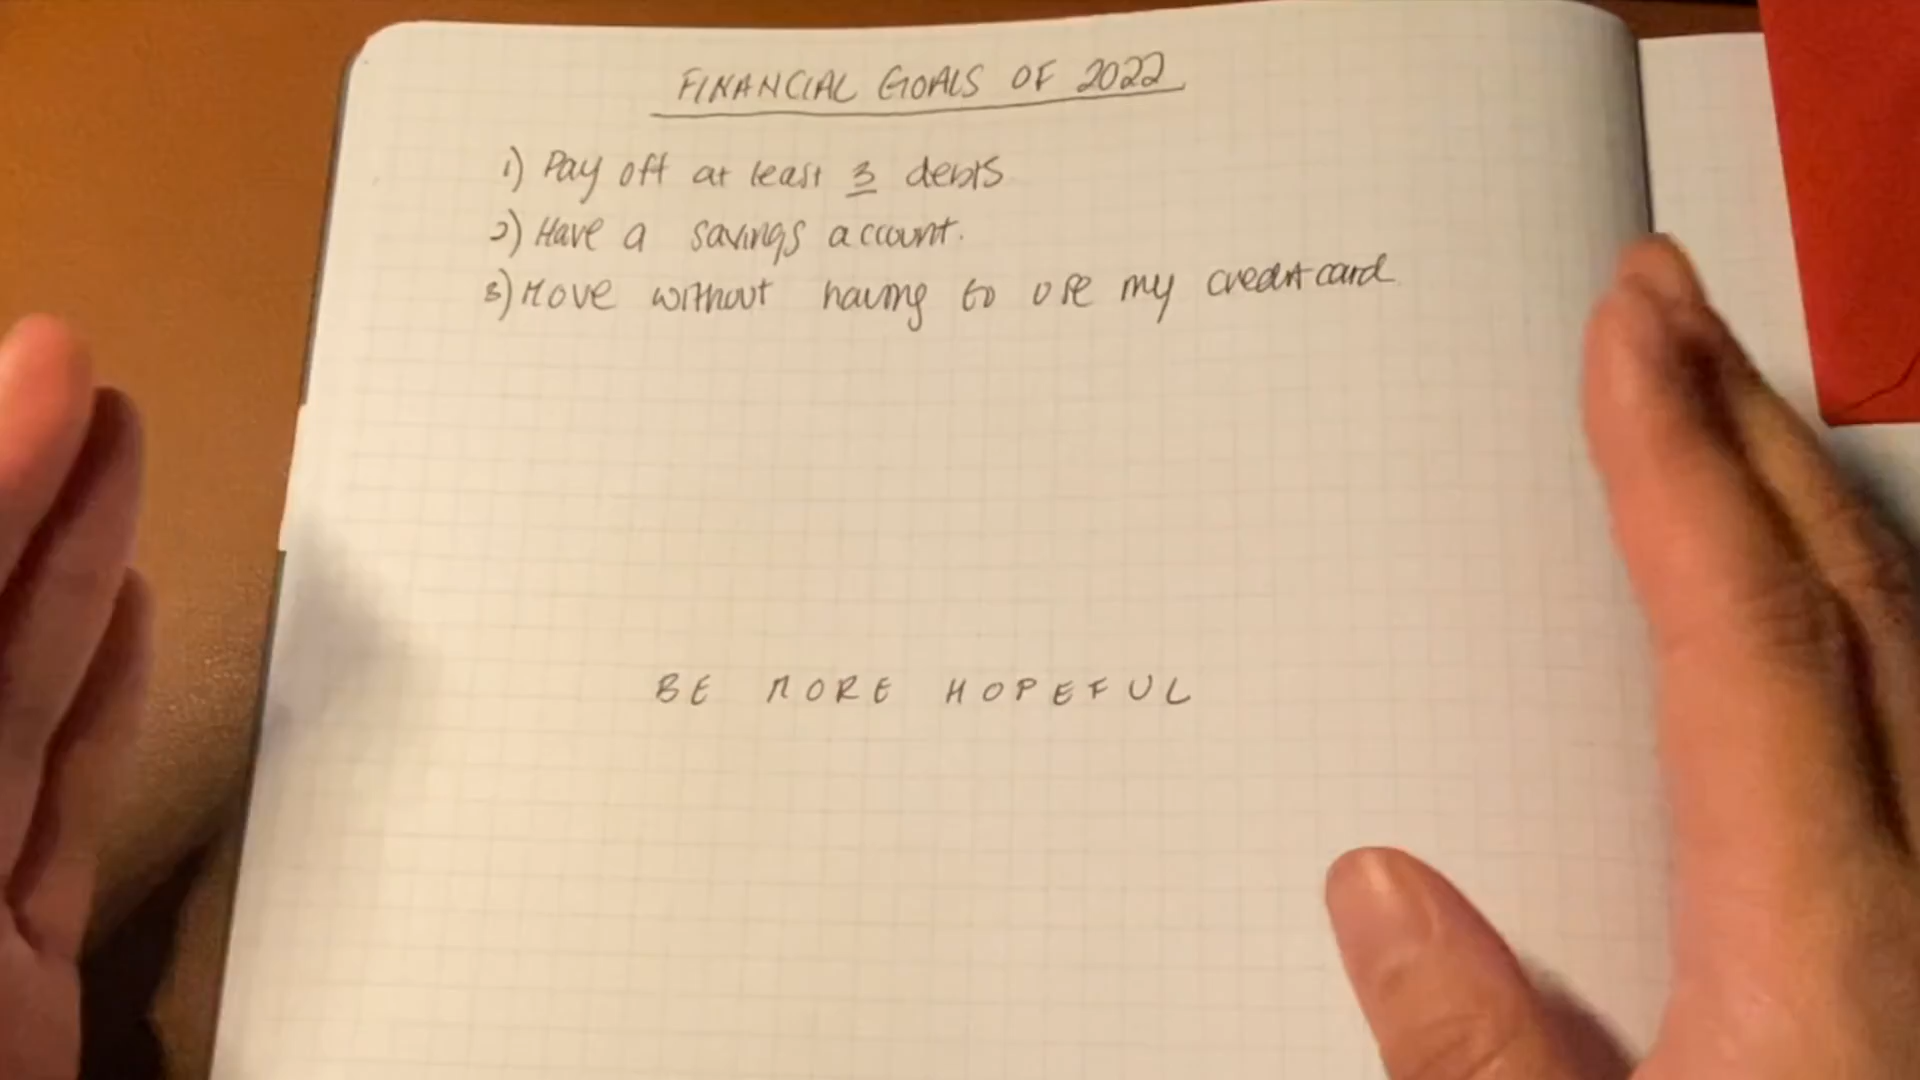 FINANCIAL GOALS OF 2022
1) Pay off at least 3 debts
2) Have a savings account.
3) Move without having to use my credit card
BE MORE HOPEFUL